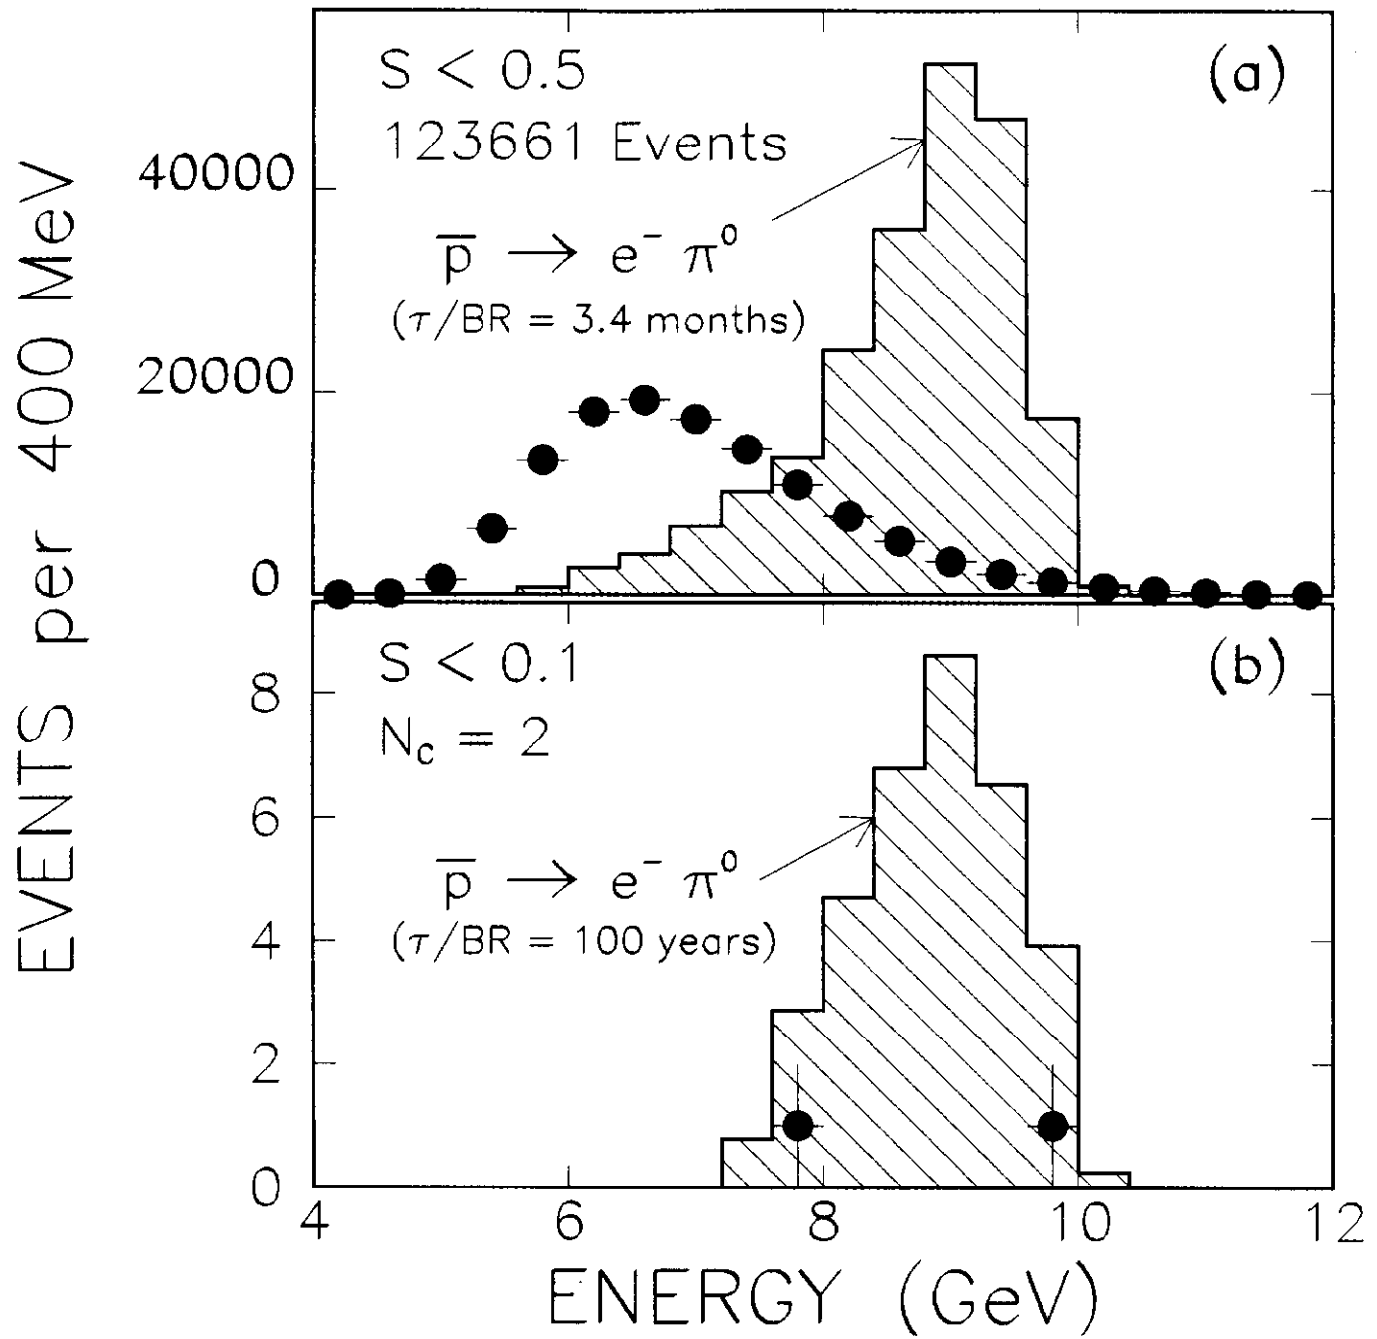 EVENTS per 400 MeV
S < 0.5
(a)
123661 Events
40000
p̅ → e⁻ π⁰
(τ/BR = 3.4 months)
20000
0
S < 0.1
(b)
8
N_c = 2
6
p̅ → e⁻ π⁰
(τ/BR = 100 years)
4
2
0
4 6 8 10 12
ENERGY (GeV)